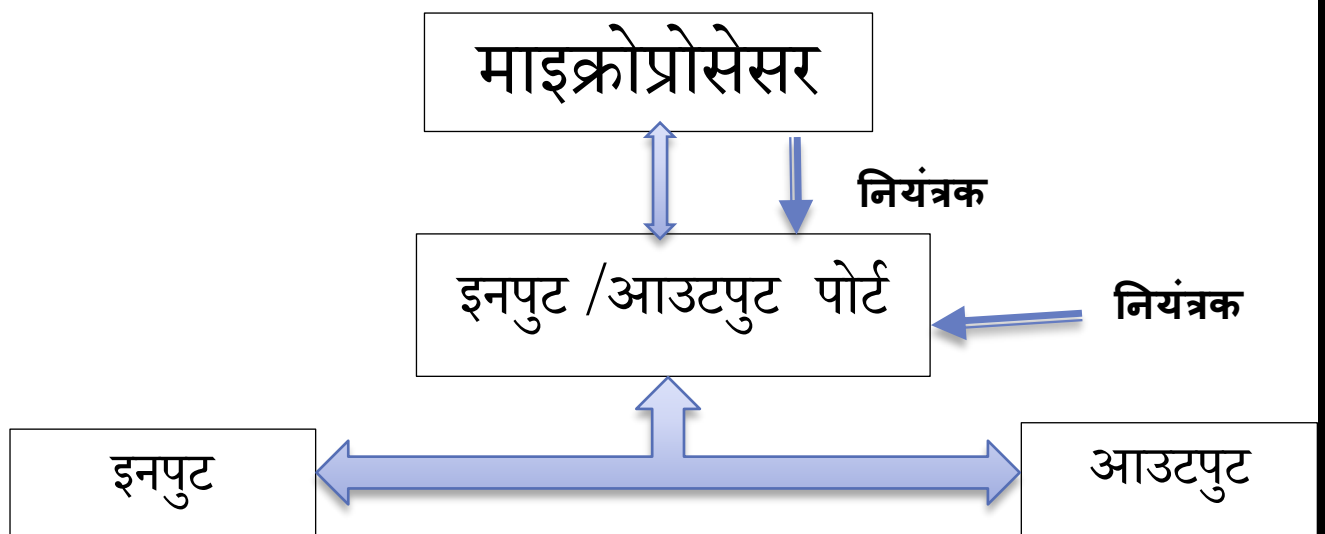 माइक्रोप्रोसेसर
नियंत्रक
इनपुट /आउटपुट पोर्ट
नियंत्रक
इनपुट
आउटपुट